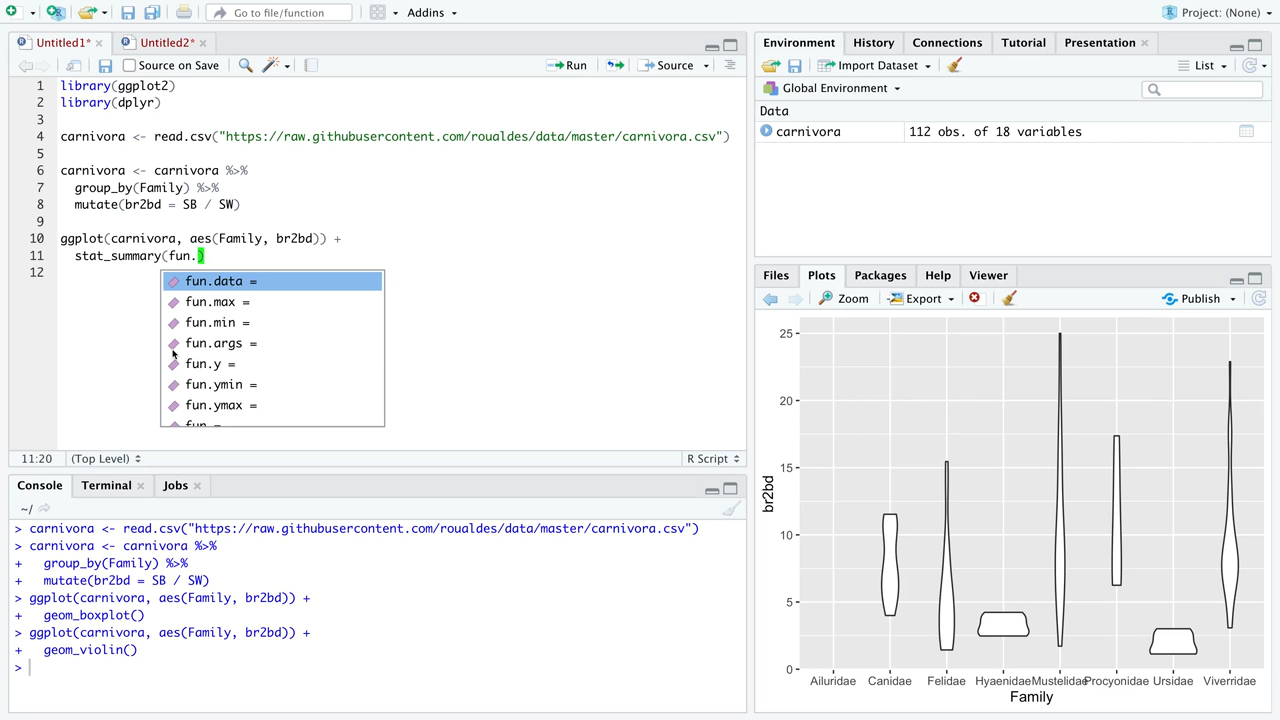 Go to file/function
Addins
Project: (None)
Untitled1*
Untitled2*
Source on Save
Run
Source
1 library(ggplot2)
2 library(dplyr)
3
4 carnivora <- read.csv("https://raw.githubusercontent.com/roualdes/data/master/carnivora.csv")
5
6 carnivora <- carnivora %>%
7 group_by(Family) %>%
8 mutate(br2bd = SB / SW)
9
10 ggplot(carnivora, aes(Family, br2bd)) +
11 stat_summary(fun.)
12
fun.data =
fun.max =
fun.min =
fun.args =
fun.y =
fun.ymin =
fun.ymax =
fun =
11:20
(Top Level)
R Script
Console
Terminal
Jobs
~/
> carnivora <- read.csv("https://raw.githubusercontent.com/roualdes/data/master/carnivora.csv")
> carnivora <- carnivora %>%
+ group_by(Family) %>%
+ mutate(br2bd = SB / SW)
> ggplot(carnivora, aes(Family, br2bd)) +
+ geom_boxplot()
> ggplot(carnivora, aes(Family, br2bd)) +
+ geom_violin()
>
Environment
History
Connections
Tutorial
Presentation
Import Dataset
List
Global Environment
Data
carnivora
112 obs. of 18 variables
Files
Plots
Packages
Help
Viewer
Zoom
Export
Publish
25
20
15
10
5
0
br2bd
Ailuridae
Canidae
Felidae
Hyaenidae
Mustelidae
Procyonidae
Ursidae
Viverridae
Family